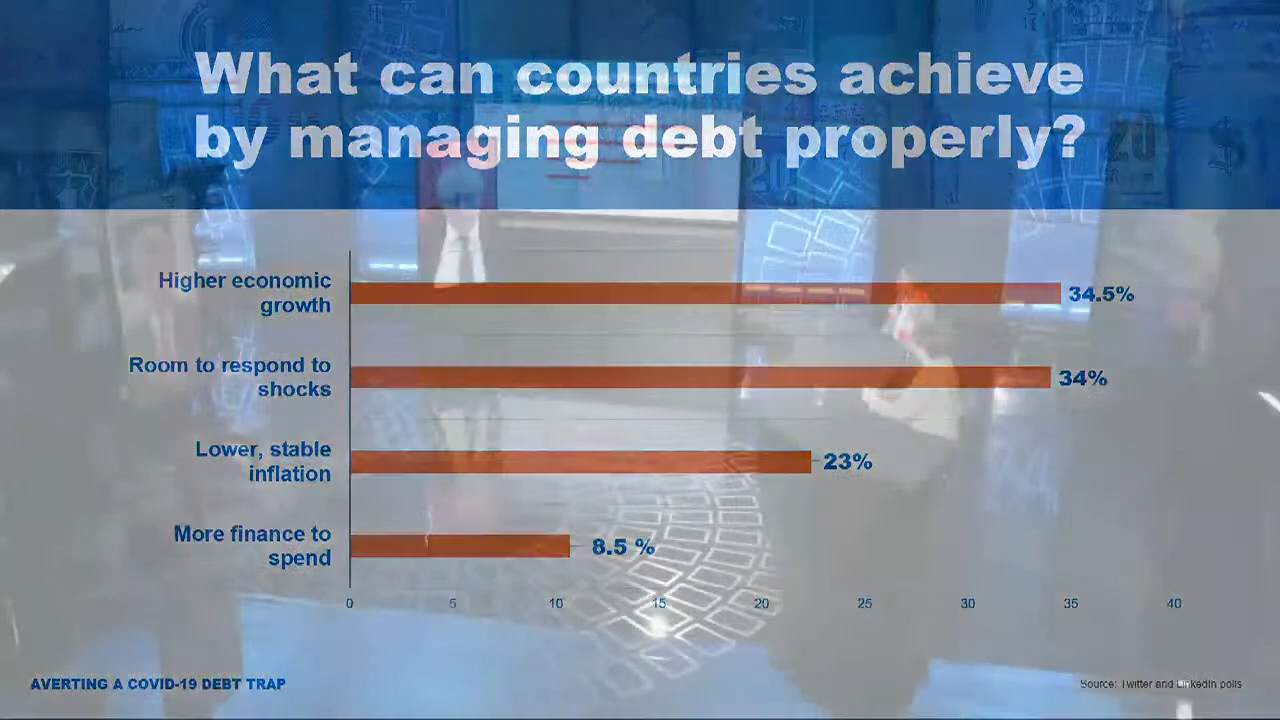 What can countries achieve
by managing debt properly?
Higher economic
growth
34.5%
Room to respond to
shocks
34%
Lower, stable
inflation
23%
More finance to
spend
8.5 %
0 5 10 15 20 25 30 35 40
AVERTING A COVID-19 DEBT TRAP
Source: Twitter and LinkedIn polls
20
20
$